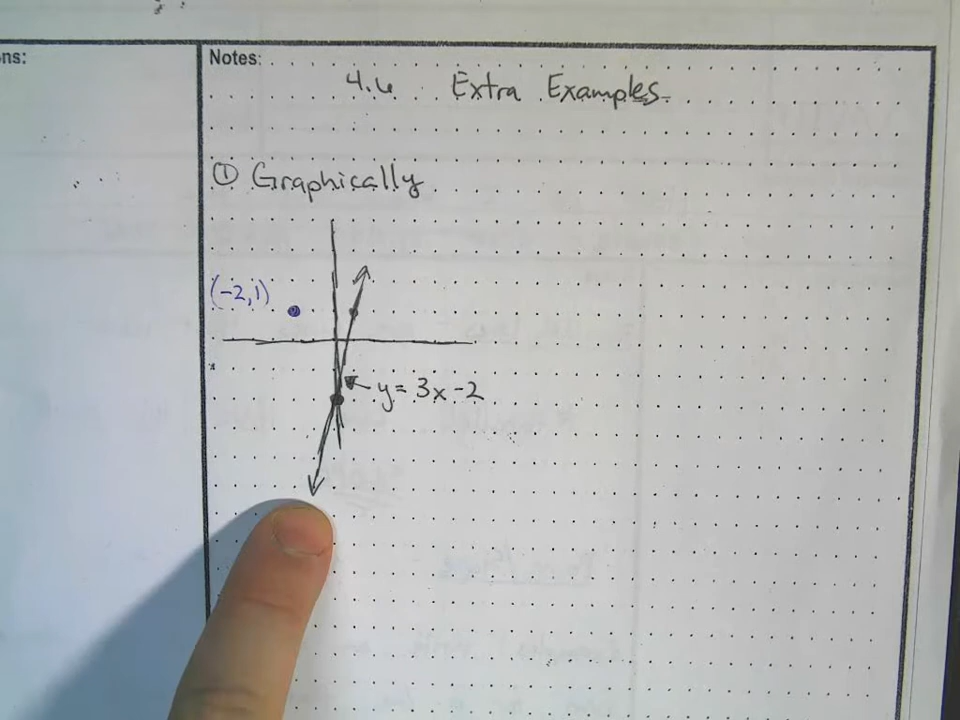 ns:
Notes:
4.6 Extra Examples
① Graphically
(-2,1)
y = 3x - 2